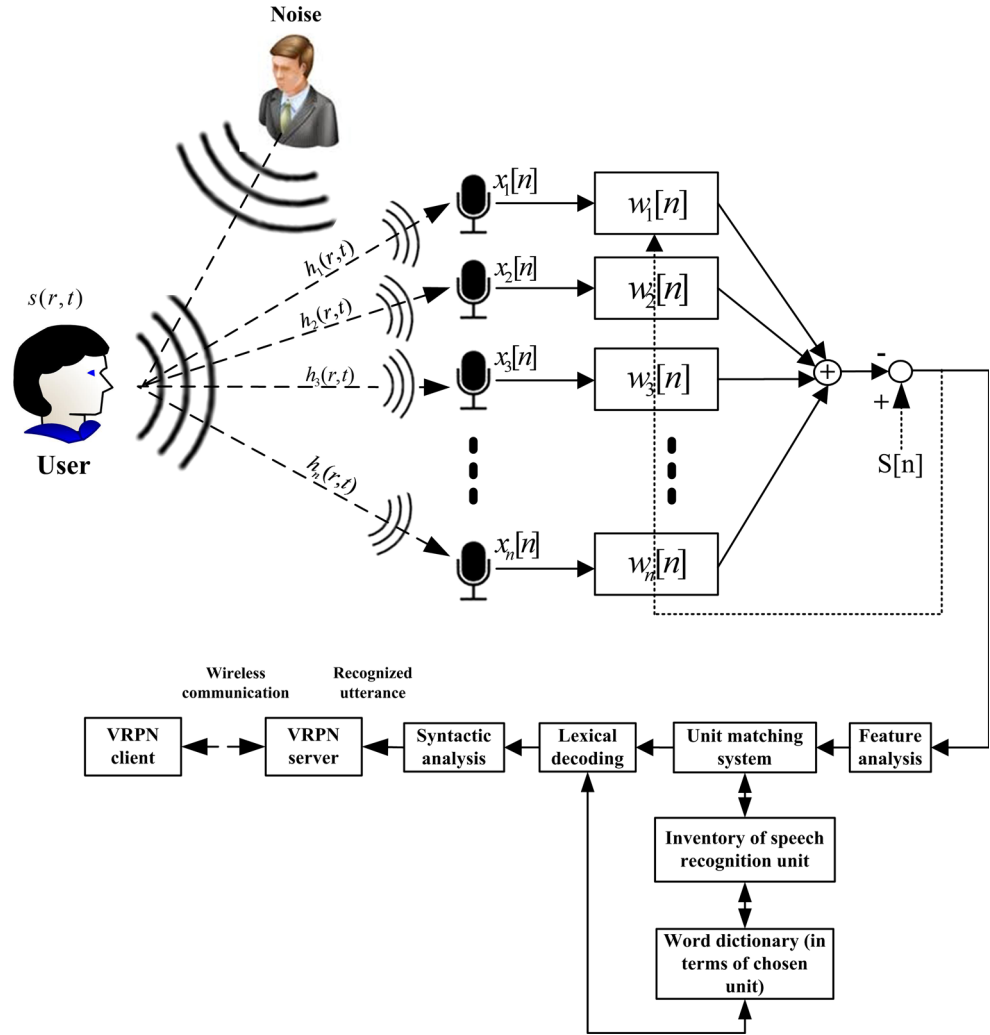 Noise
x₁[n]
w₁[n]
h₁(r,t)
x₂[n]
w₂[n]
s(r,t)
h₂(r,t)
x₃[n]
w₃[n]
-
+
h₃(r,t)
+
S[n]
User
hₙ(r,t)
xₙ[n]
wₙ[n]
Wireless
communication
Recognized
utterance
VRPN
client
VRPN
server
Syntactic
analysis
Lexical
decoding
Unit matching
system
Feature
analysis
Inventory of speech
recognition unit
Word dictionary (in
terms of chosen
unit)